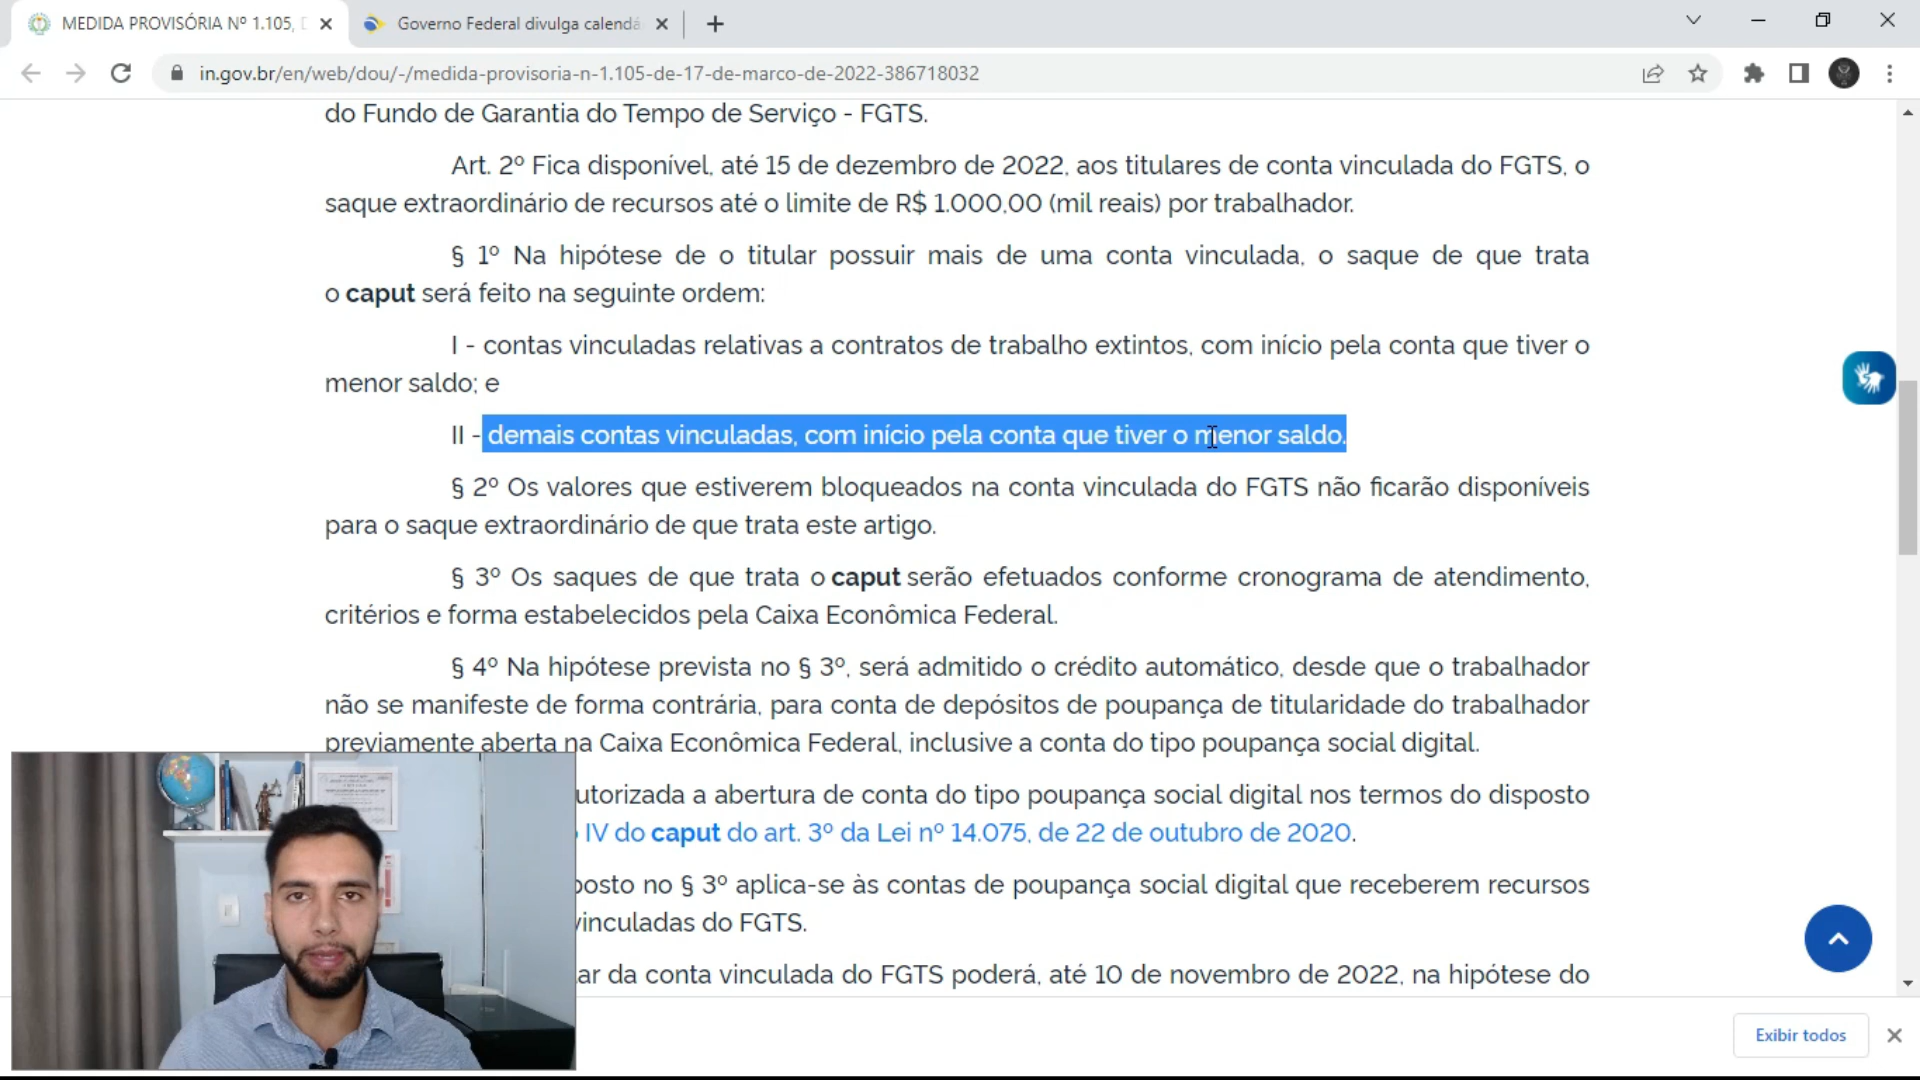 MEDIDA PROVISÓRIA Nº 1.105,
Governo Federal divulga calendá
in.gov.br/en/web/dou/-/medida-provisoria-n-1.105-de-17-de-marco-de-2022-386718032
do Fundo de Garantia do Tempo de Serviço - FGTS.
Art. 2º Fica disponível, até 15 de dezembro de 2022, aos titulares de conta vinculada do FGTS, o
saque extraordinário de recursos até o limite de R$ 1.000,00 (mil reais) por trabalhador.
§ 1º Na hipótese de o titular possuir mais de uma conta vinculada, o saque de que trata
o caput será feito na seguinte ordem:
I - contas vinculadas relativas a contratos de trabalho extintos, com início pela conta que tiver o
menor saldo; e
II - demais contas vinculadas, com início pela conta que tiver o menor saldo.
§ 2º Os valores que estiverem bloqueados na conta vinculada do FGTS não ficarão disponíveis
para o saque extraordinário de que trata este artigo.
§ 3º Os saques de que trata o caput serão efetuados conforme cronograma de atendimento,
critérios e forma estabelecidos pela Caixa Econômica Federal.
§ 4º Na hipótese prevista no § 3º, será admitido o crédito automático, desde que o trabalhador
não se manifeste de forma contrária, para conta de depósitos de poupança de titularidade do trabalhador
previamente aberta na Caixa Econômica Federal, inclusive a conta do tipo poupança social digital.
utorizada a abertura de conta do tipo poupança social digital nos termos do disposto
IV do caput do art. 3º da Lei nº 14.075, de 22 de outubro de 2020.
posto no § 3º aplica-se às contas de poupança social digital que receberem recursos
vinculadas do FGTS.
ar da conta vinculada do FGTS poderá, até 10 de novembro de 2022, na hipótese do
Exibir todos